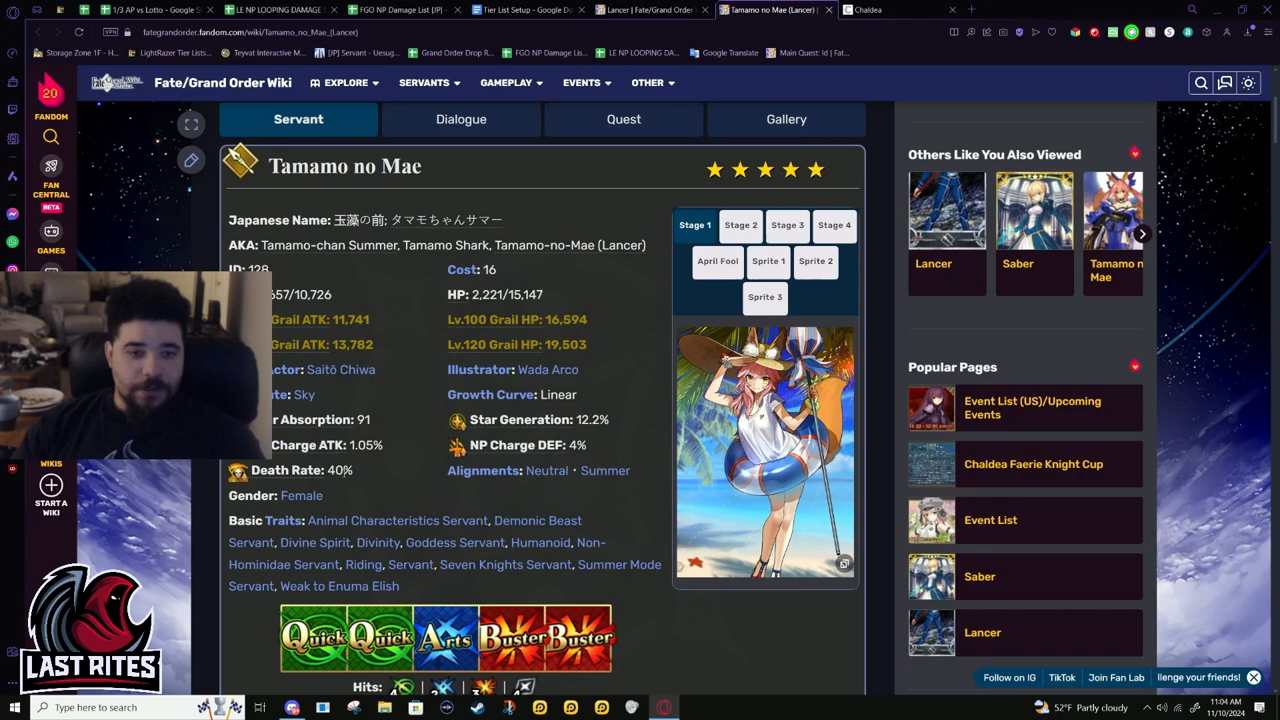 1/3 AP vs Lotto - Google S
LE NP LOOPING DAMAGE
FGO NP Damage List [JP] -
Tier List Setup - Google Do
Lancer | Fate/Grand Order
Tamamo no Mae (Lancer) |
Chaldea
VPN
fategrandorder.fandom.com/wiki/Tamamo_no_Mae_(Lancer)
Storage Zone 1F - H...
LightRazer Tier Lists...
Teyvat Interactive M...
[JP] Servant - Uesug...
Grand Order Drop R...
FGO NP Damage Lis...
LE NP LOOPING DA...
Google Translate
Main Quest: Id | Fat...
20
FANDOM
FAN CENTRAL
BETA
GAMES
WIKIS
START A WIKI
Fate/Grand Order Wiki
EXPLORE
SERVANTS
GAMEPLAY
EVENTS
OTHER
Servant
Dialogue
Quest
Gallery
Tamamo no Mae
Japanese Name: 玉藻の前; タマモちゃんサマー
AKA: Tamamo-chan Summer, Tamamo Shark, Tamamo-no-Mae (Lancer)
ID: 128
Cost: 16
657/10,726
HP: 2,221/15,147
Grail ATK: 11,741
Lv.100 Grail HP: 16,594
Grail ATK: 13,782
Lv.120 Grail HP: 19,503
ctor: Saitō Chiwa
Illustrator: Wada Arco
te: Sky
Growth Curve: Linear
r Absorption: 91
Star Generation: 12.2%
Charge ATK: 1.05%
NP Charge DEF: 4%
Death Rate: 40%
Alignments: Neutral・Summer
Gender: Female
Basic Traits: Animal Characteristics Servant, Demonic Beast
Servant, Divine Spirit, Divinity, Goddess Servant, Humanoid, Non-
Hominidae Servant, Riding, Servant, Seven Knights Servant, Summer Mode
Servant, Weak to Enuma Elish
Quick Quick Arts Buster Buster
Hits: 4 | 2 | 3 |
Stage 1
Stage 2
Stage 3
Stage 4
April Fool
Sprite 1
Sprite 2
Sprite 3
Others Like You Also Viewed
Lancer
Saber
Tamamo n
Mae
Popular Pages
Event List (US)/Upcoming
Events
Chaldea Faerie Knight Cup
Event List
Saber
Lancer
Follow on IG
TikTok
Join Fan Lab
llenge your friends!
LAST RITES
Type here to search
52°F Partly cloudy
11:04 AM
11/10/2024